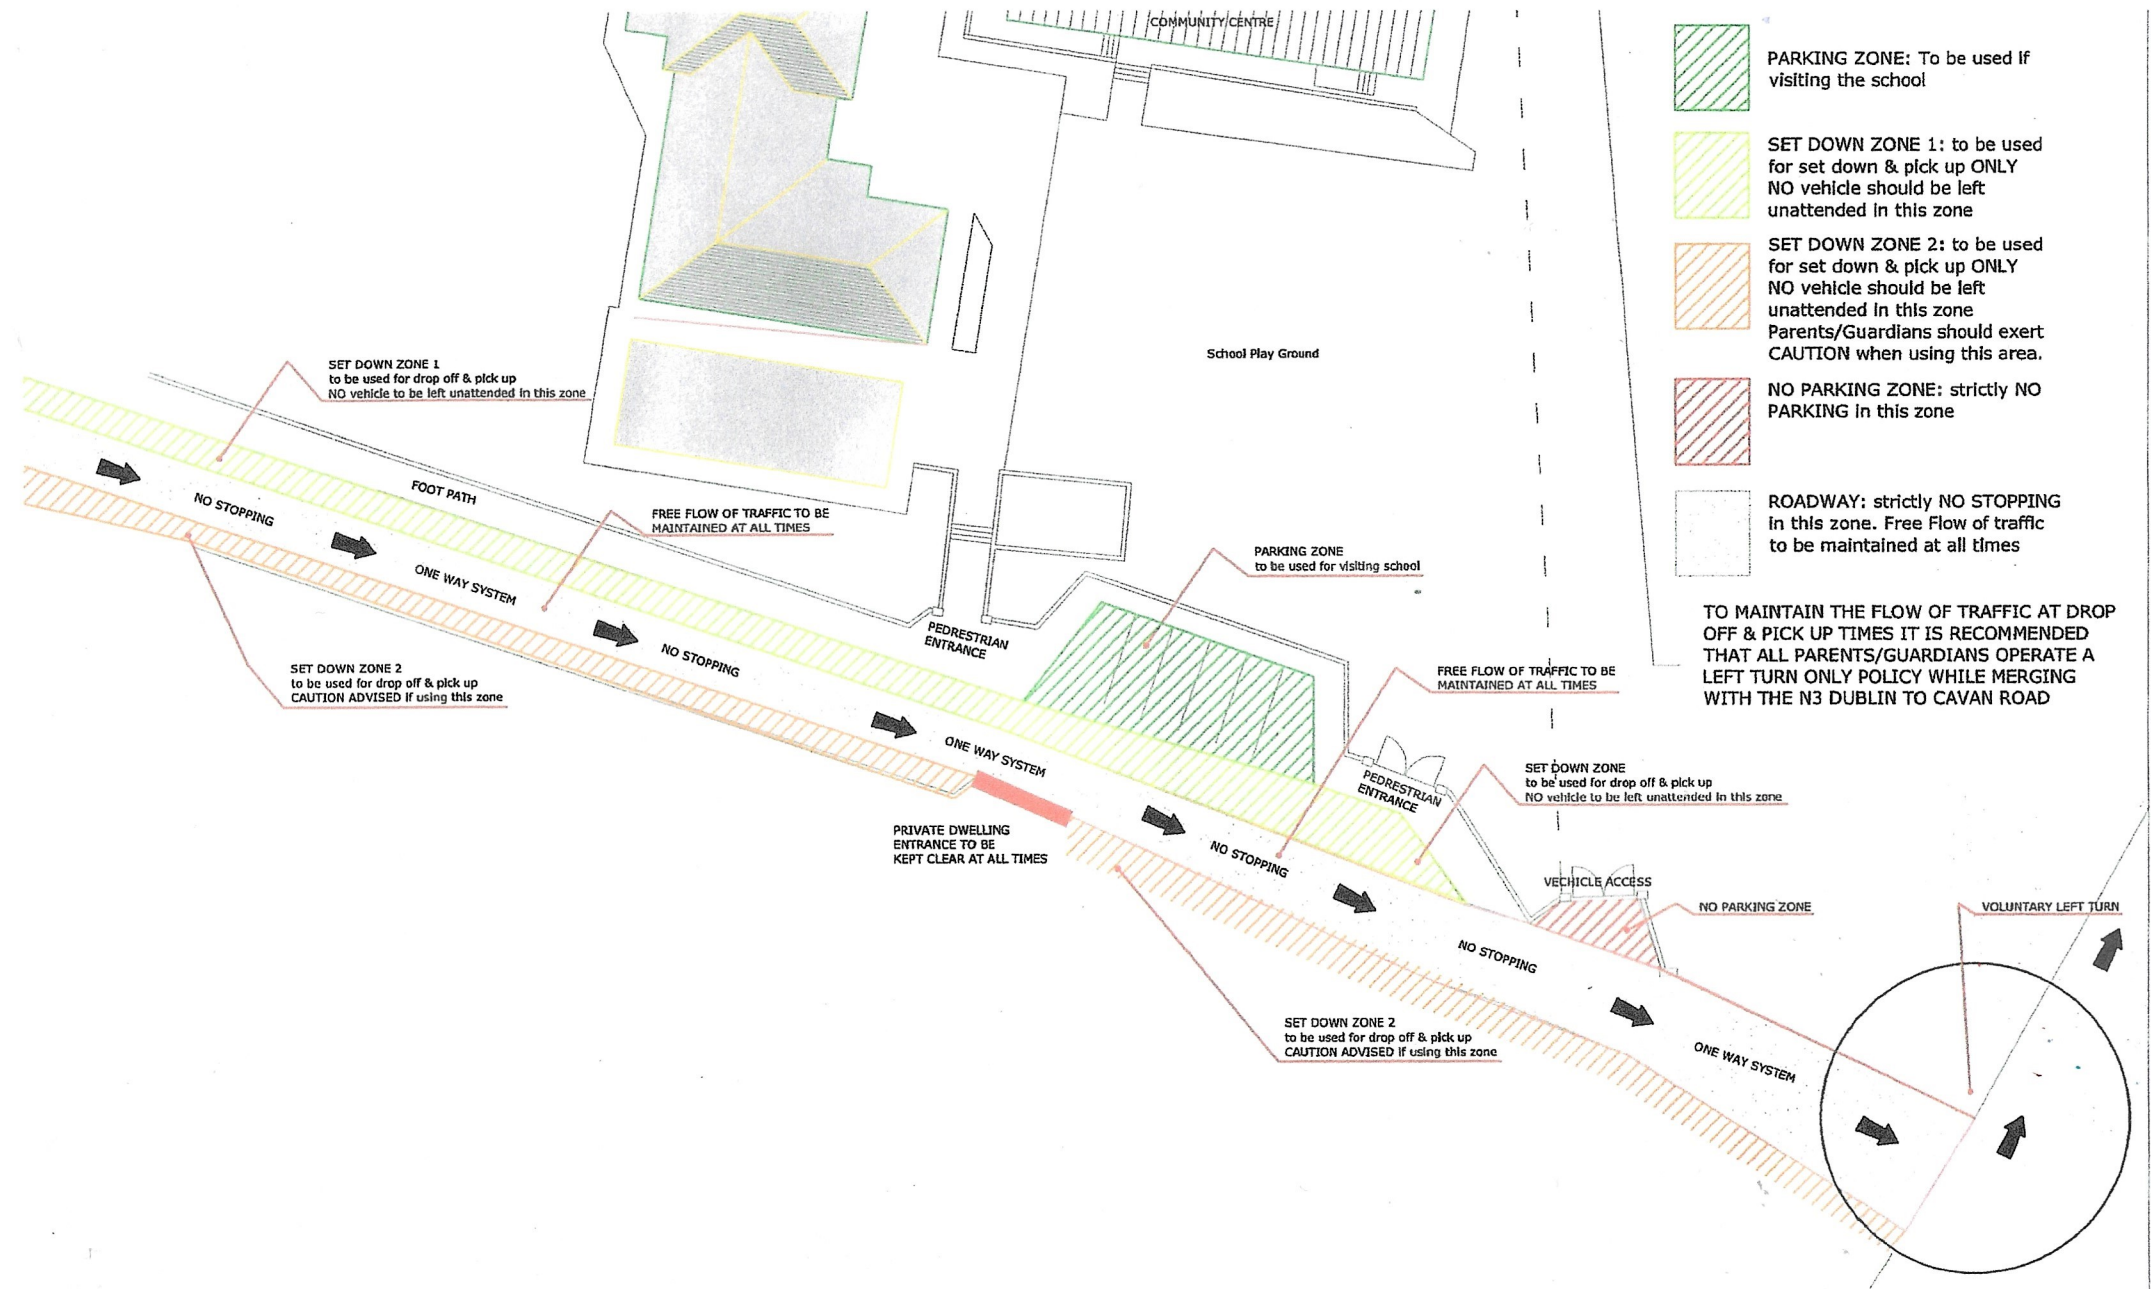 COMMUNITY CENTRE
PARKING ZONE: To be used if
visiting the school
SET DOWN ZONE 1: to be used
for set down & pick up ONLY
NO vehicle should be left
unattended in this zone
SET DOWN ZONE 2: to be used
for set down & pick up ONLY
NO vehicle should be left
unattended in this zone
Parents/Guardians should exert
CAUTION when using this area.
NO PARKING ZONE: strictly NO
PARKING in this zone
ROADWAY: strictly NO STOPPING
in this zone. Free Flow of traffic
to be maintained at all times
TO MAINTAIN THE FLOW OF TRAFFIC AT DROP
OFF & PICK UP TIMES IT IS RECOMMENDED
THAT ALL PARENTS/GUARDIANS OPERATE A
LEFT TURN ONLY POLICY WHILE MERGING
WITH THE N3 DUBLIN TO CAVAN ROAD
School Play Ground
SET DOWN ZONE 1
to be used for drop off & pick up
NO vehicle to be left unattended in this zone
FOOT PATH
NO STOPPING
FREE FLOW OF TRAFFIC TO BE
MAINTAINED AT ALL TIMES
ONE WAY SYSTEM
PARKING ZONE
to be used for visiting school
PEDRESTRIAN
ENTRANCE
NO STOPPING
SET DOWN ZONE 2
to be used for drop off & pick up
CAUTION ADVISED if using this zone
FREE FLOW OF TRAFFIC TO BE
MAINTAINED AT ALL TIMES
ONE WAY SYSTEM
PEDRESTRIAN
ENTRANCE
SET DOWN ZONE
to be used for drop off & pick up
NO vehicle to be left unattended in this zone
PRIVATE DWELLING
ENTRANCE TO BE
KEPT CLEAR AT ALL TIMES
NO STOPPING
VECHICLE ACCESS
NO PARKING ZONE
VOLUNTARY LEFT TURN
NO STOPPING
SET DOWN ZONE 2
to be used for drop off & pick up
CAUTION ADVISED if using this zone
ONE WAY SYSTEM